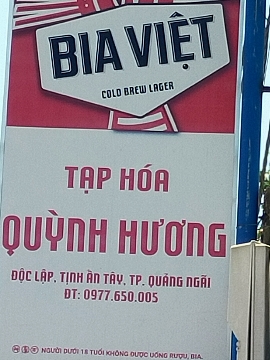 BIA VIỆT
COLD BREW LAGER
TẠP HÓA
QUỲNH HƯƠNG
ĐỘC LẬP, TỊNH ẤN TÂY, TP. QUẢNG NGÃI
ĐT: 0977.650.005
NGƯỜI DƯỚI 18 TUỔI KHÔNG ĐƯỢC UỐNG RƯỢU, BIA.